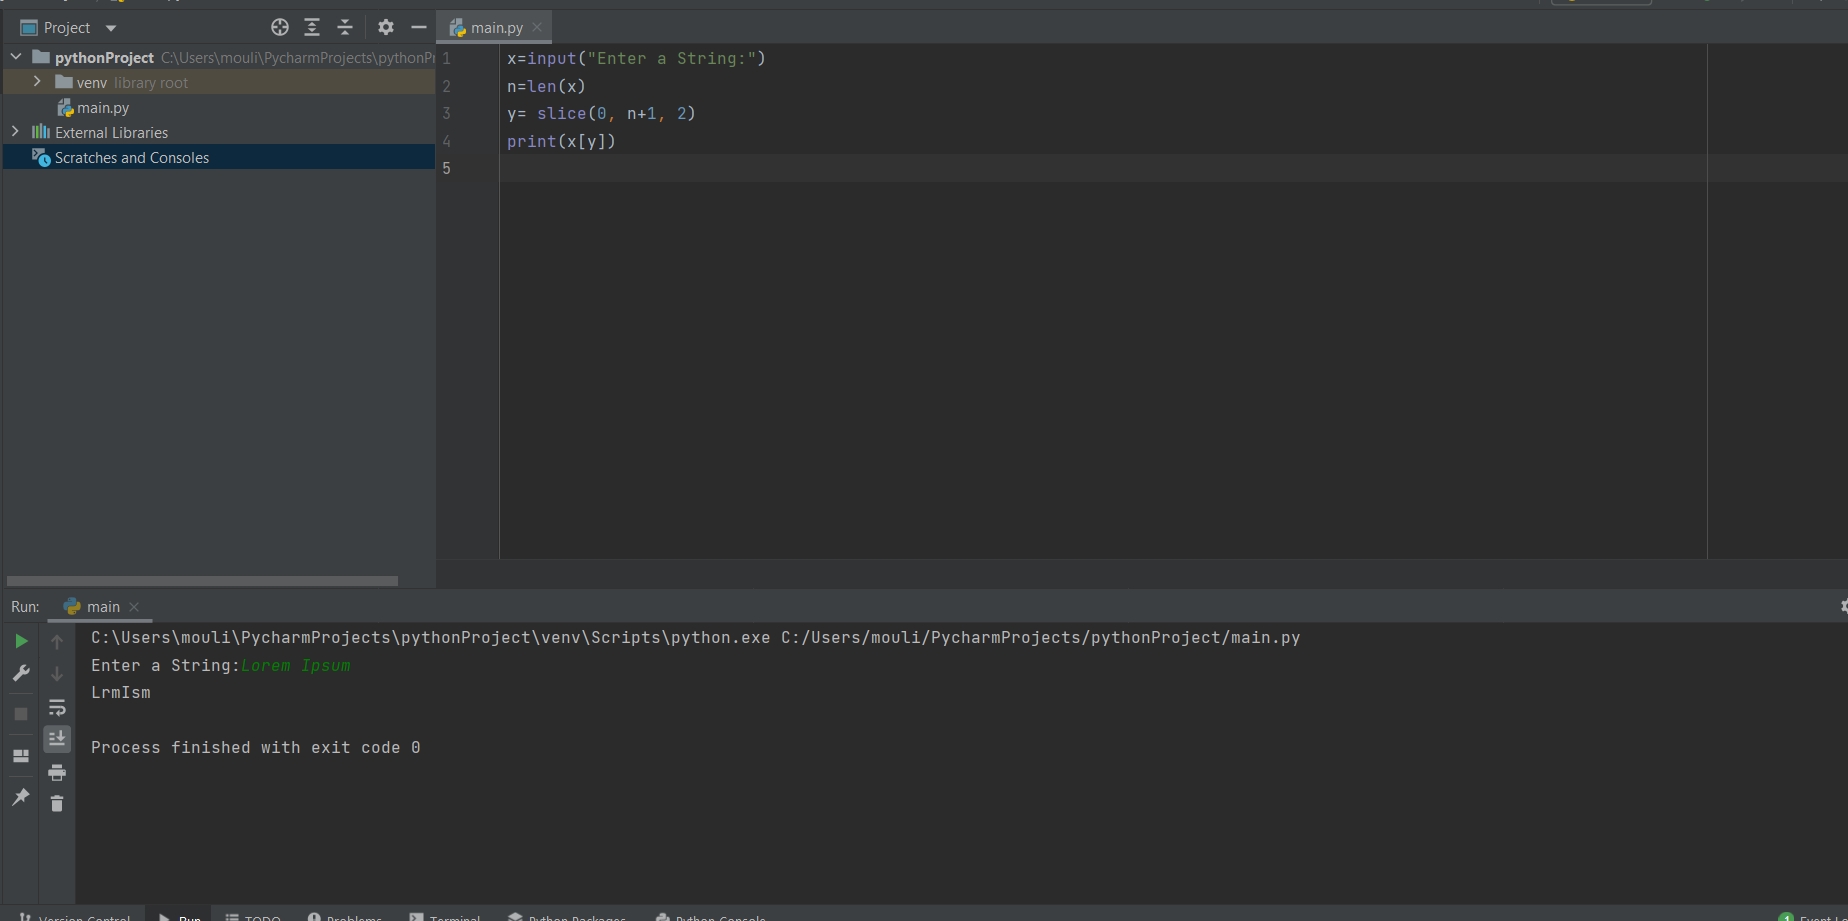 Project
main.py
pythonProject C:\Users\mouli\PycharmProjects\pythonPr
venv library root
main.py
External Libraries
Scratches and Consoles
1 x=input("Enter a String:")
2 n=len(x)
3 y= slice(0, n+1, 2)
4 print(x[y])
5
Run: main
C:\Users\mouli\PycharmProjects\pythonProject\venv\Scripts\python.exe C:/Users/mouli/PycharmProjects/pythonProject/main.py
Enter a String:Lorem Ipsum
LrmIsm
Process finished with exit code 0
Version Control Run TODO Problems Terminal Python Packages Python Console 1 Event Lo